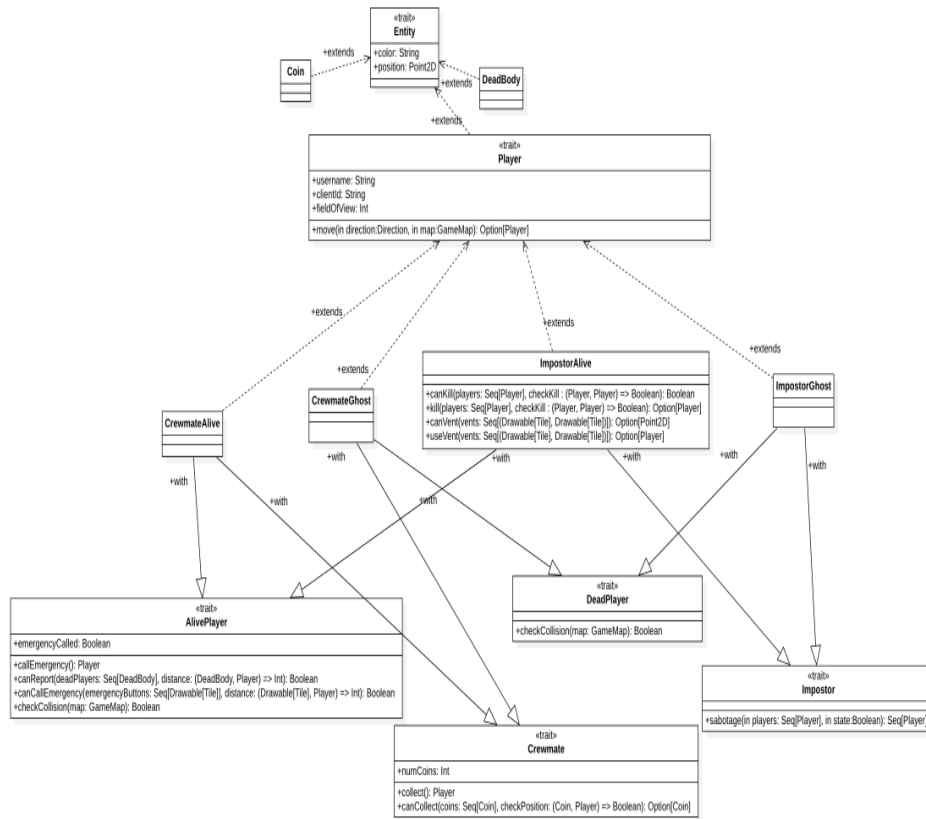 «trait»
Entity
+color: String
+position: Point2D
+extends
Coin
DeadBody
+extends
+extends
«trait»
Player
+username: String
+clientId: String
+fieldOfView: Int
+move(in direction:Direction, in map:GameMap): Option[Player]
+extends
+extends
+extends
+extends
ImpostorAlive
+canKill(players: Seq[Player], checkKill : (Player, Player) => Boolean): Boolean
+kill(players: Seq[Player], checkKill : (Player, Player) => Boolean): Option[Player]
+canVent(vents: Seq[(Drawable[Tile], Drawable[Tile])]): Option[Point2D]
+useVent(vents: Seq[(Drawable[Tile], Drawable[Tile])]): Option[Player]
ImpostorGhost
CrewmateGhost
CrewmateAlive
+with
+with
+with
+with
+with
+with
+with
+with
«trait»
DeadPlayer
+checkCollision(map: GameMap): Boolean
«trait»
AlivePlayer
+emergencyCalled: Boolean
+callEmergency(): Player
+canReport(deadPlayers: Seq[DeadBody], distance: (DeadBody, Player) => Int): Boolean
+canCallEmergency(emergencyButtons: Seq[Drawable[Tile]], distance: (Drawable[Tile], Player) => Int): Boolean
+checkCollision(map: GameMap): Boolean
«trait»
Impostor
+sabotage(in players: Seq[Player], in state:Boolean): Seq[Player]
«trait»
Crewmate
+numCoins: Int
+collect(): Player
+canCollect(coins: Seq[Coin], checkPosition: (Coin, Player) => Boolean): Option[Coin]